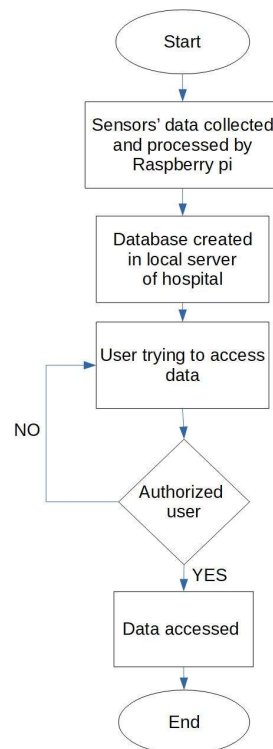 Start
Sensors’ data collected
and processed by
Raspberry pi
Database created
in local server
of hospital
User trying to access
data
NO
Authorized
user
YES
Data accessed
End